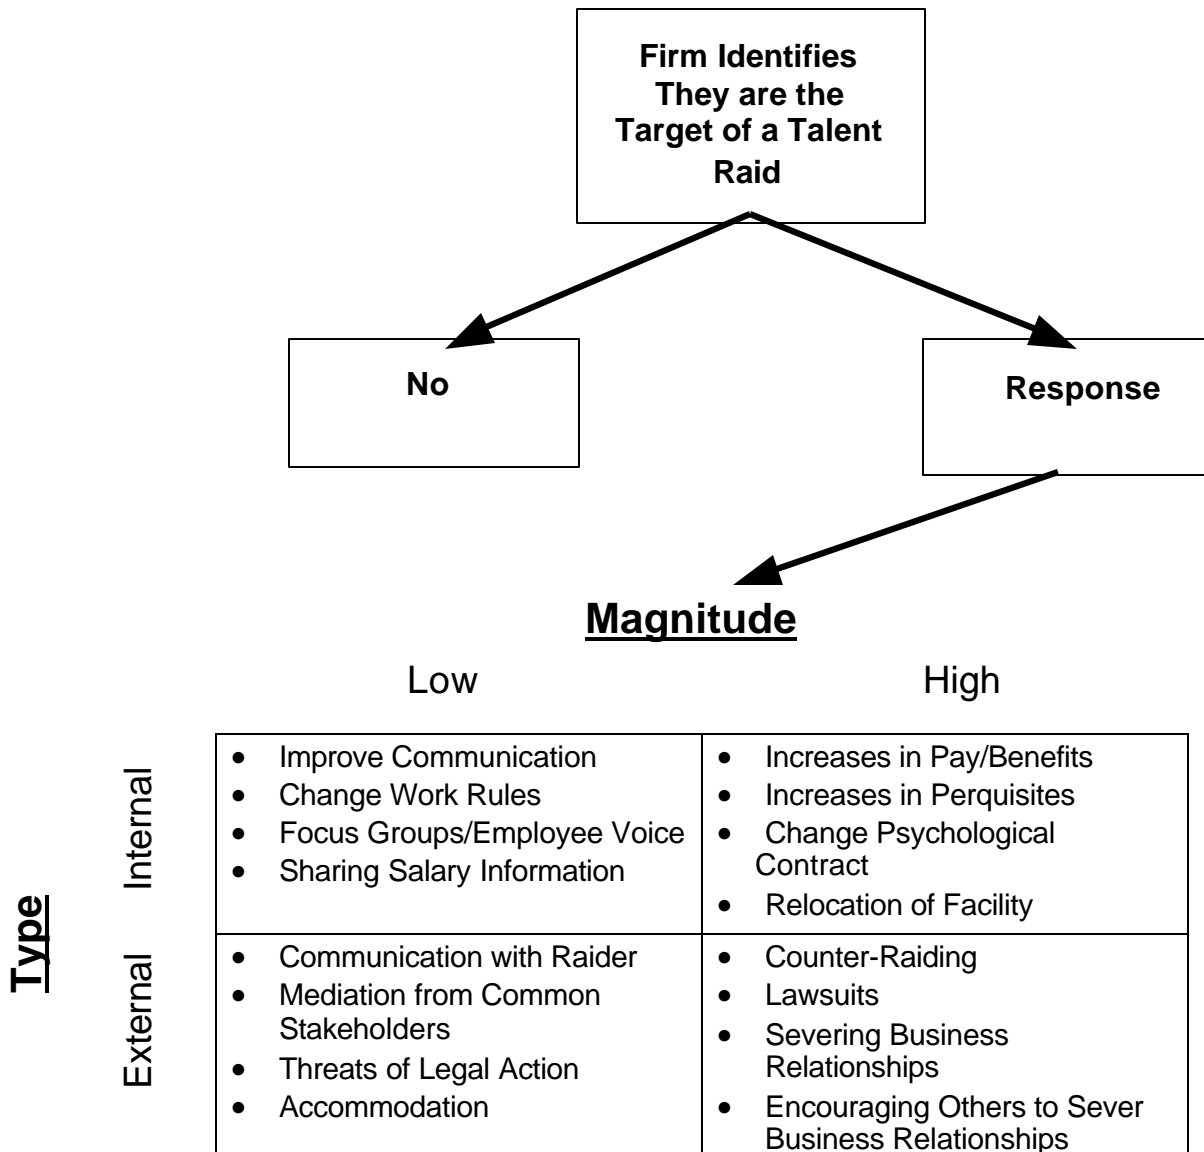 Firm Identifies
They are the
Target of a Talent
Raid
No
Response
Magnitude
Low
High
Type
Internal
• Improve Communication
• Change Work Rules
• Focus Groups/Employee Voice
• Sharing Salary Information
• Increases in Pay/Benefits
• Increases in Perquisites
• Change Psychological
Contract
• Relocation of Facility
External
• Communication with Raider
• Mediation from Common
Stakeholders
• Threats of Legal Action
• Accommodation
• Counter-Raiding
• Lawsuits
• Severing Business
Relationships
• Encouraging Others to Sever
Business Relationships